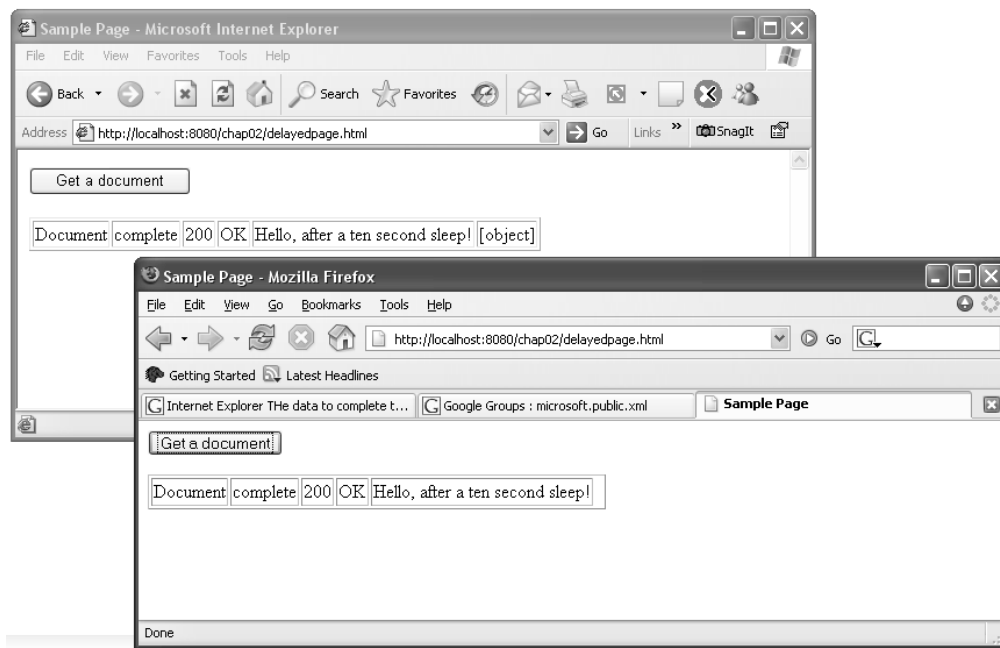 Sample Page - Microsoft Internet Explorer
File Edit View Favorites Tools Help
Back Search Favorites
Address http://localhost:8080/chap02/delayedpage.html Go Links » SnagIt
Get a document
Document complete 200 OK Hello, after a ten second sleep! [object]
Sample Page - Mozilla Firefox
File Edit View Go Bookmarks Tools Help
http://localhost:8080/chap02/delayedpage.html Go G
Getting Started Latest Headlines
G Internet Explorer THe data to complete t... G Google Groups : microsoft.public.xml Sample Page
Get a document
Document complete 200 OK Hello, after a ten second sleep!
Done